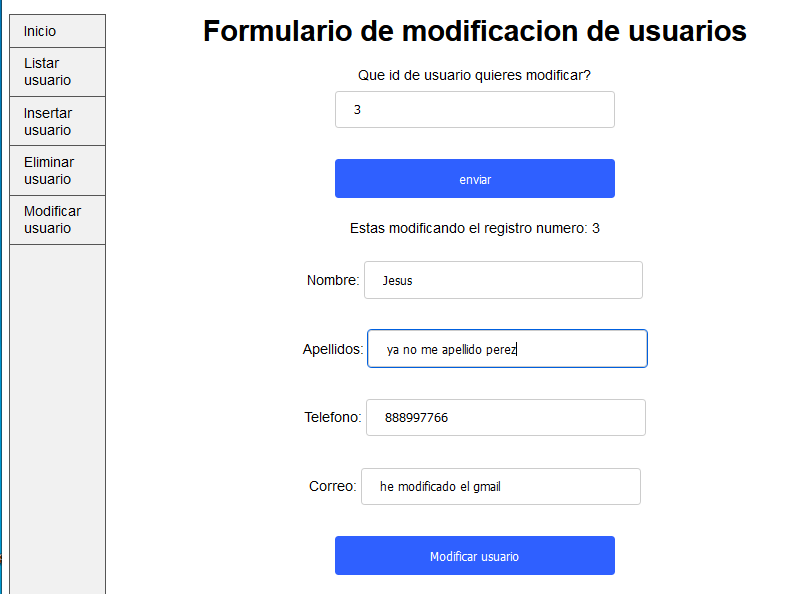 Inicio
Listar
usuario
Insertar
usuario
Eliminar
usuario
Modificar
usuario
Formulario de modificacion de usuarios
Que id de usuario quieres modificar?
3
enviar
Estas modificando el registro numero: 3
Nombre: Jesus
Apellidos: ya no me apellido perez
Telefono: 888997766
Correo: he modificado el gmail
Modificar usuario